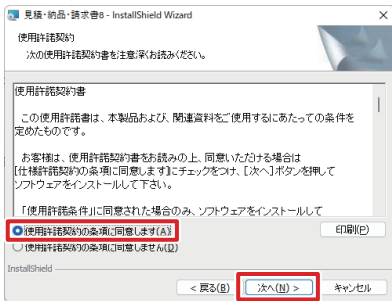 見積・納品・請求書8 - InstallShield Wizard
使用許諾契約
次の使用許諾契約書を注意深くお読みください。
使用許諾契約書
この使用許諾書は、本製品および、関連資料をご使用するにあたっての条件を
定めたものです。
お客様は、使用許諾契約書をお読みの上、同意いただける場合は
[仕様許諾契約の条項に同意します]にチェックをつけ、[次へ]ボタンを押して
ソフトウェアをインストールして下さい。
「使用許諾条件」に同意された場合のみ、ソフトウェアをインストールして
使用許諾契約の条項に同意します(A)
印刷(P)
使用許諾契約の条項に同意しません(D)
InstallShield
< 戻る(B)
次へ(N) >
キャンセル